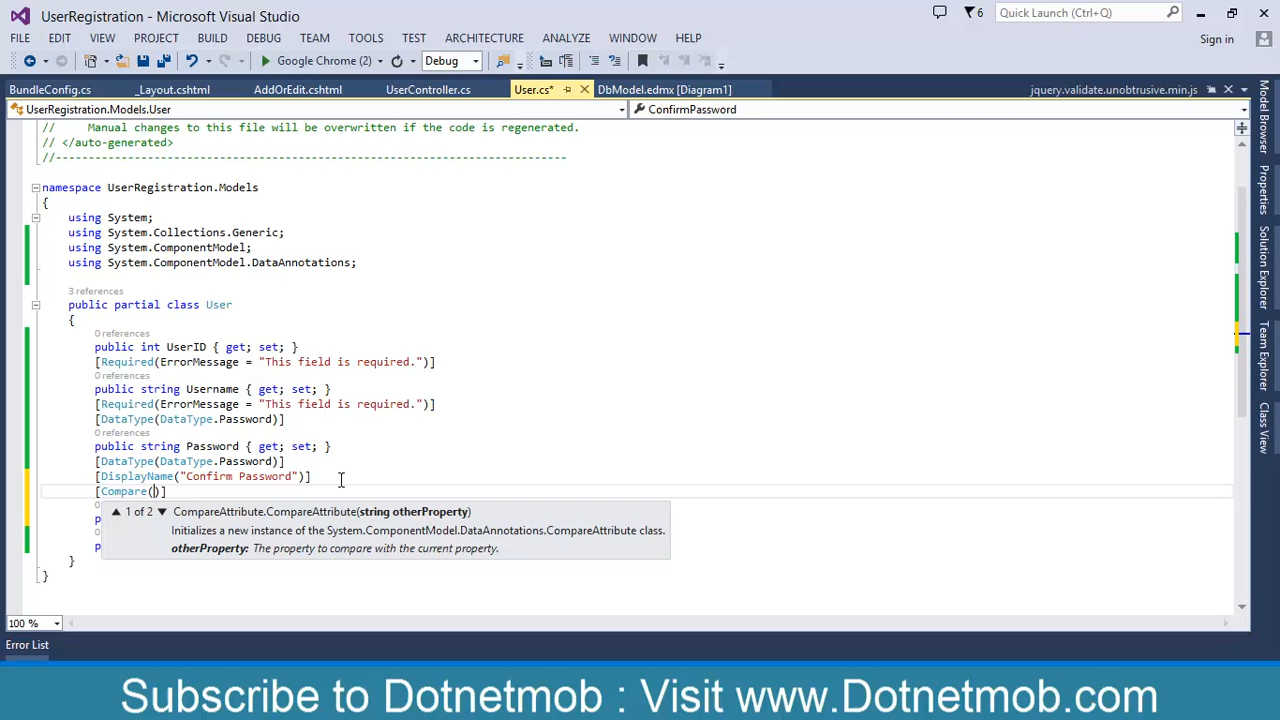 UserRegistration - Microsoft Visual Studio
6
Quick Launch (Ctrl+Q)
FILE EDIT VIEW PROJECT BUILD DEBUG TEAM TOOLS TEST ARCHITECTURE ANALYZE WINDOW HELP
Sign in
Google Chrome (2) Debug
BundleConfig.cs _Layout.cshtml AddOrEdit.cshtml UserController.cs User.cs* DbModel.edmx [Diagram1] jquery.validate.unobtrusive.min.js
UserRegistration.Models.User ConfirmPassword
// Manual changes to this file will be overwritten if the code is regenerated.
// </auto-generated>
//------------------------------------------------------------------------------
namespace UserRegistration.Models
{
using System;
using System.Collections.Generic;
using System.ComponentModel;
using System.ComponentModel.DataAnnotations;
3 references
public partial class User
{
0 references
public int UserID { get; set; }
[Required(ErrorMessage = "This field is required.")]
0 references
public string Username { get; set; }
[Required(ErrorMessage = "This field is required.")]
[DataType(DataType.Password)]
0 references
public string Password { get; set; }
[DataType(DataType.Password)]
[DisplayName("Confirm Password")]
[Compare()]
1 of 2 CompareAttribute.CompareAttribute(string otherProperty)
Initializes a new instance of the System.ComponentModel.DataAnnotations.CompareAttribute class.
otherProperty: The property to compare with the current property.
}
}
100 %
Error List
Model Browser
Properties
Solution Explorer
Team Explorer
Class View
Subscribe to Dotnetmob : Visit www.Dotnetmob.com